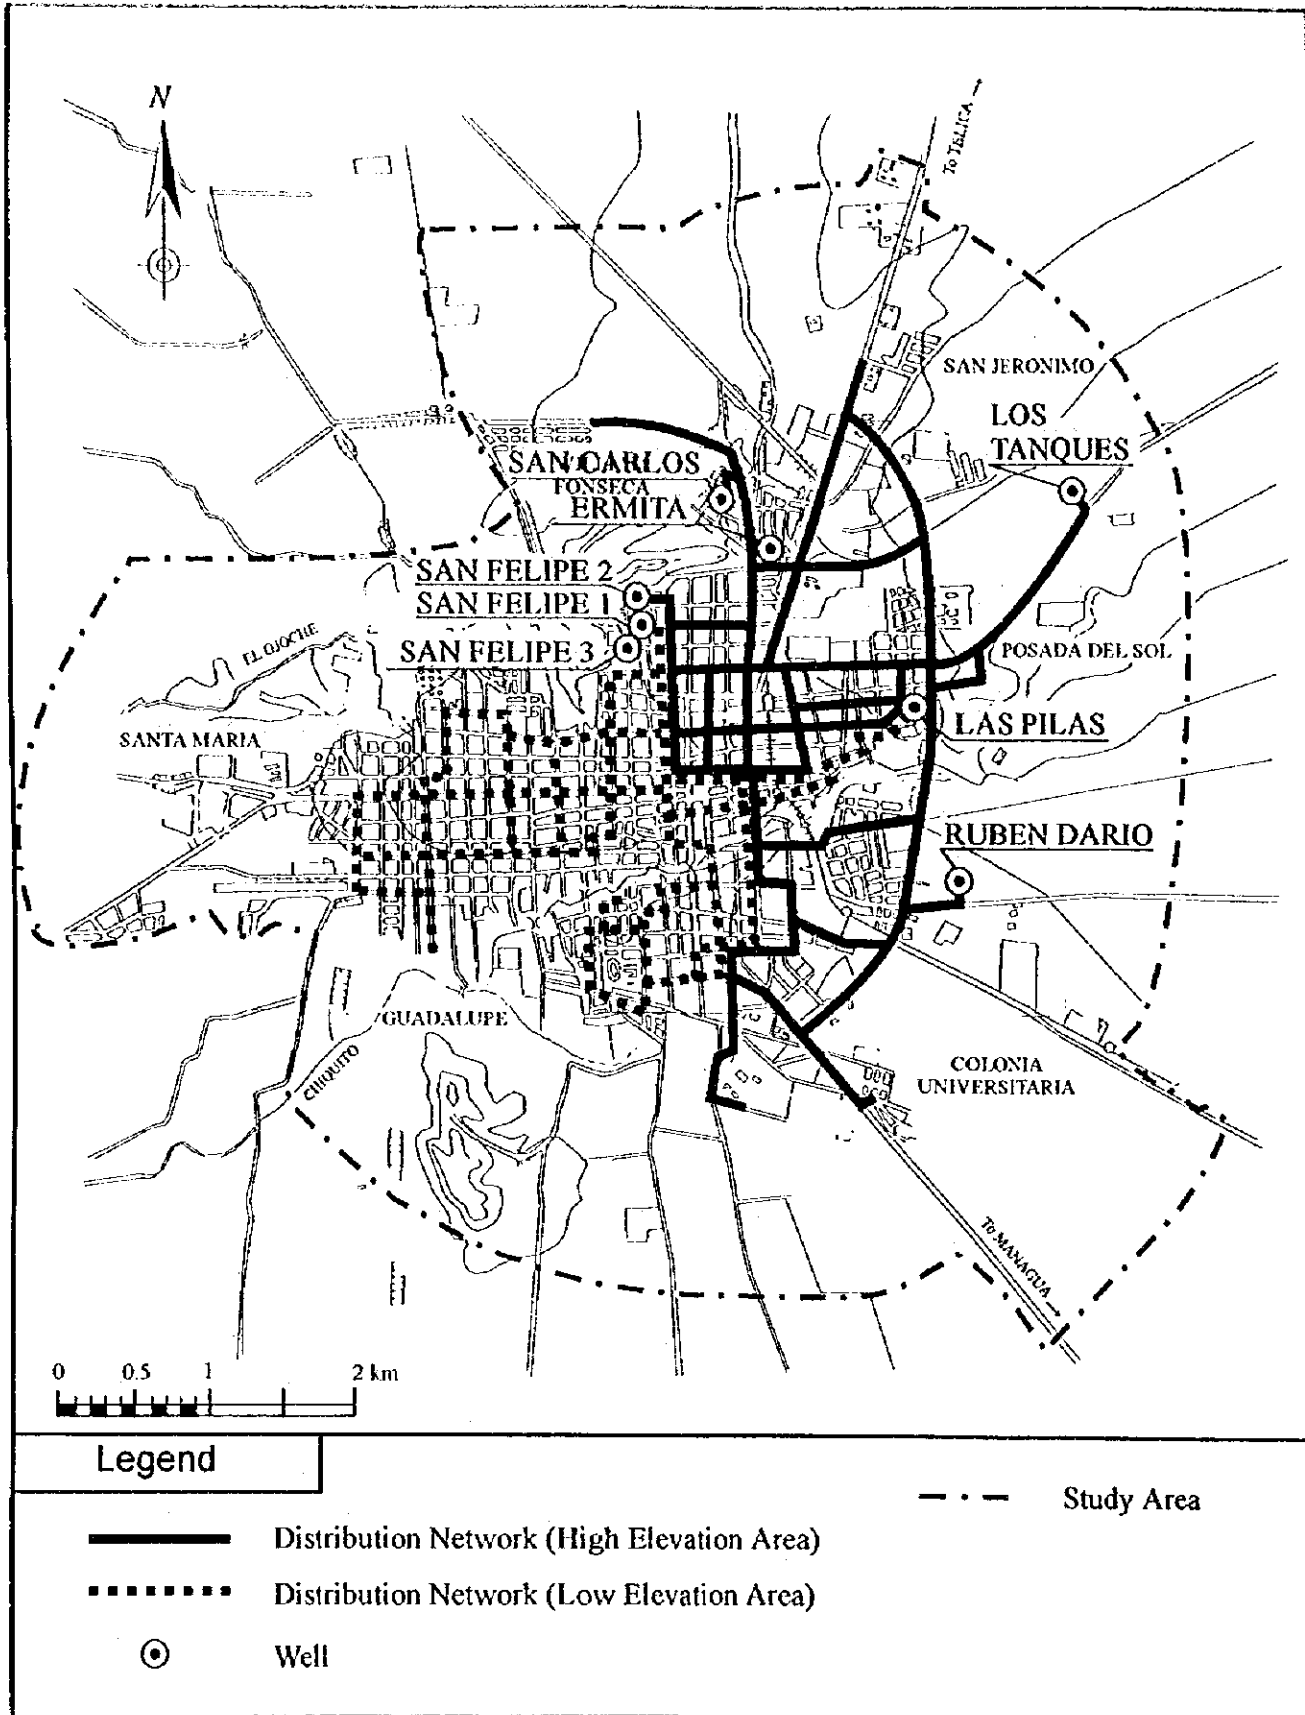 N
To TELICA →
SAN JERONIMO
LOS
TANQUES
SAN CARLOS
FONSECA
ERMITA
SAN FELIPE 2
SAN FELIPE 1
SAN FELIPE 3
EL OJOCHE
POSADA DEL SOL
SANTA MARIA
LAS PILAS
RUBEN DARIO
GUADALUPE
CHIQUITO
COLONIA
UNIVERSITARIA
To MANAGUA →
0 0.5 1 2 km
Legend
Study Area
Distribution Network (High Elevation Area)
Distribution Network (Low Elevation Area)
Well